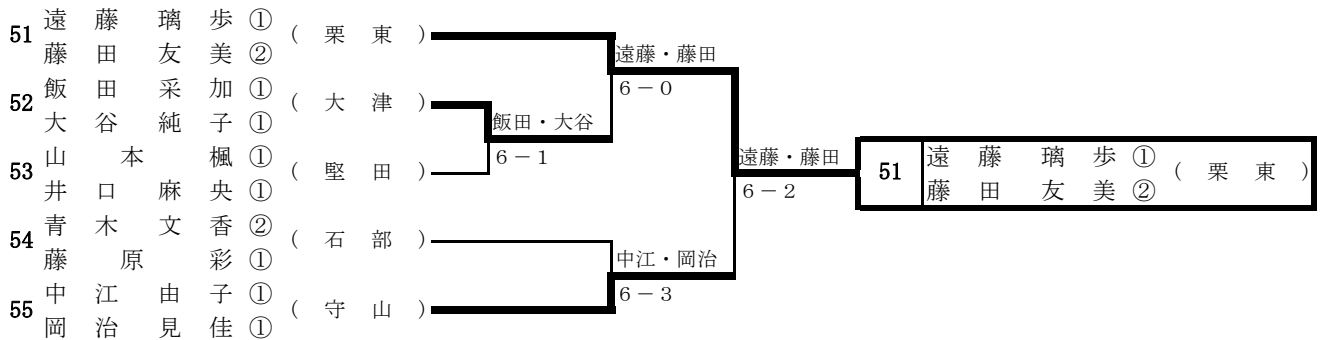 51 遠藤 璃歩 ① ( 栗東 )
藤田 友美 ②
52 飯田 采加 ① ( 大津 )
大谷 純子 ①
53 山本 楓 ① ( 堅田 )
井口 麻央 ①
54 青木 文香 ② ( 石部 )
藤原 彩 ①
55 中江 由子 ① ( 守山 )
岡治 見佳 ①
遠藤・藤田
6-0
飯田・大谷
6-1
中江・岡治
6-3
遠藤・藤田
6-2
51 遠藤 璃歩 ① ( 栗東 )
藤田 友美 ②